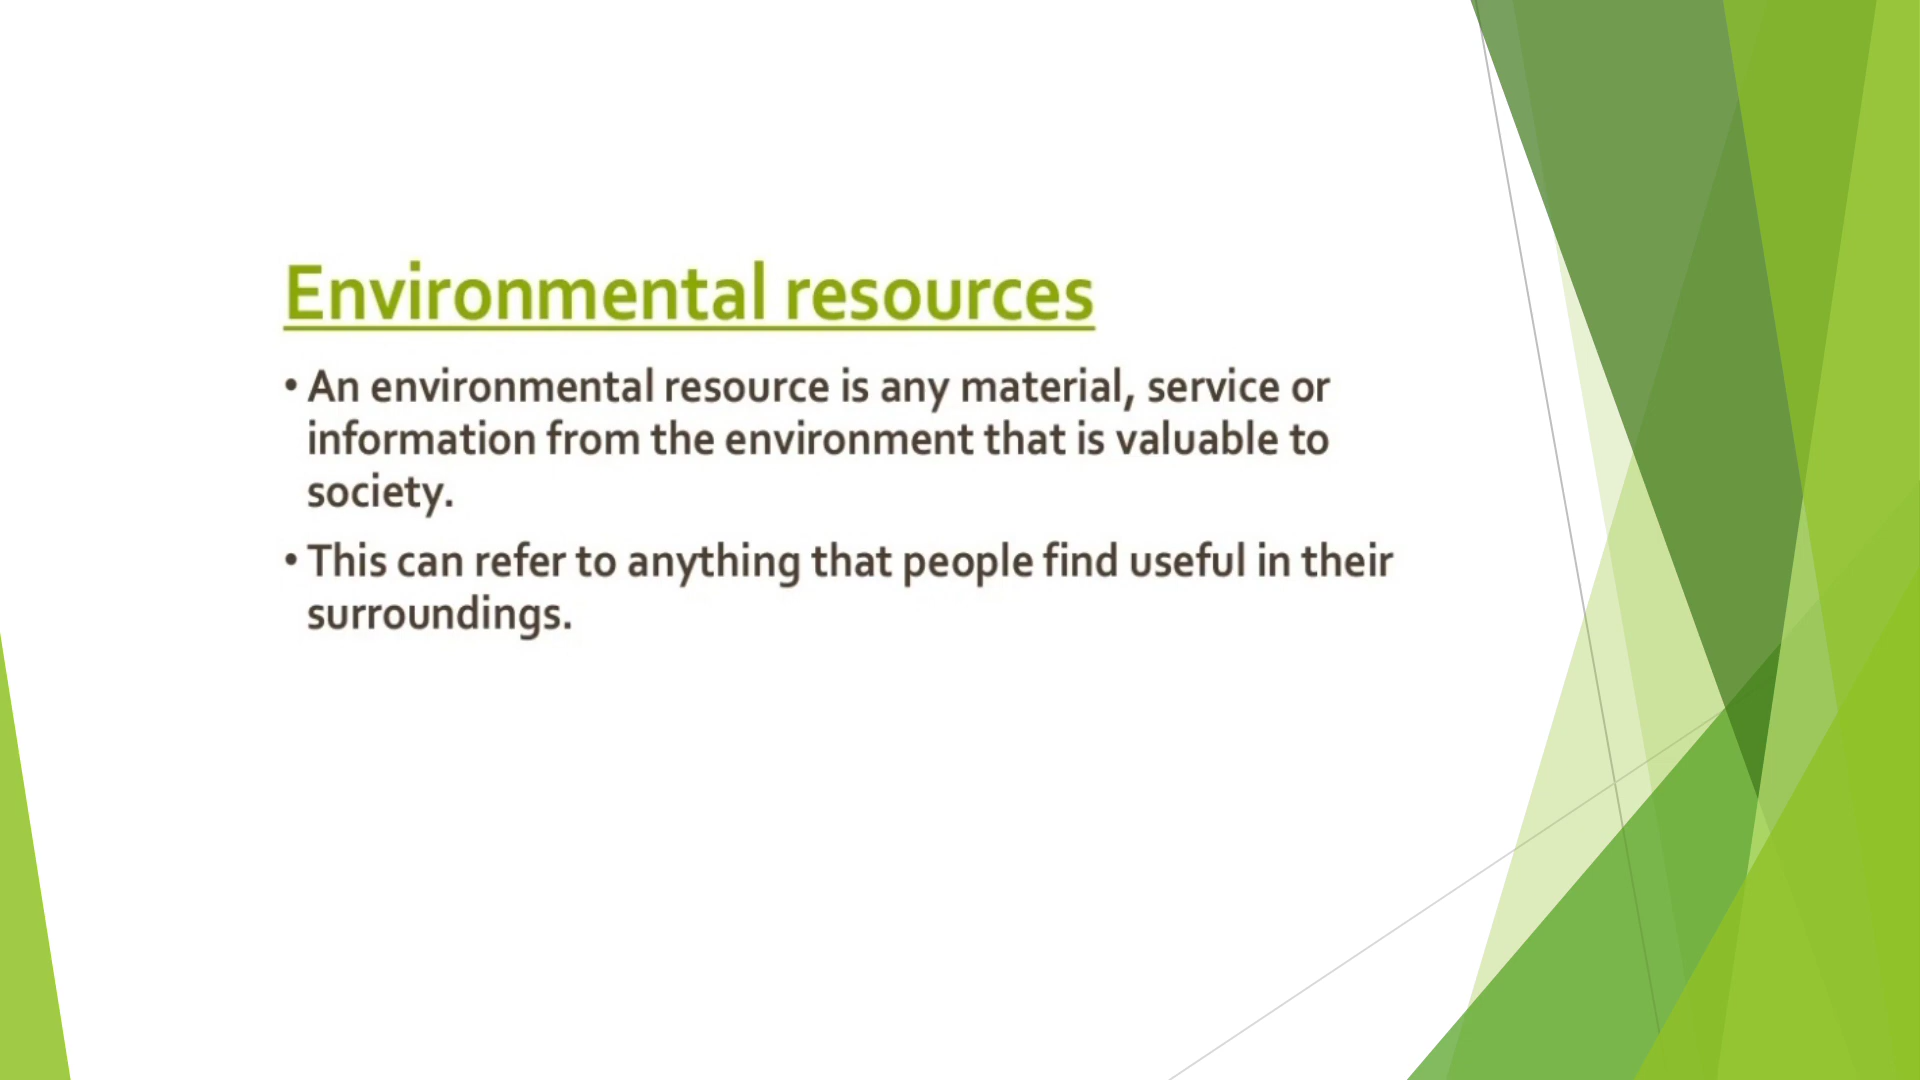 Environmental resources
• An environmental resource is any material, service or
information from the environment that is valuable to
society.
• This can refer to anything that people find useful in their
surroundings.